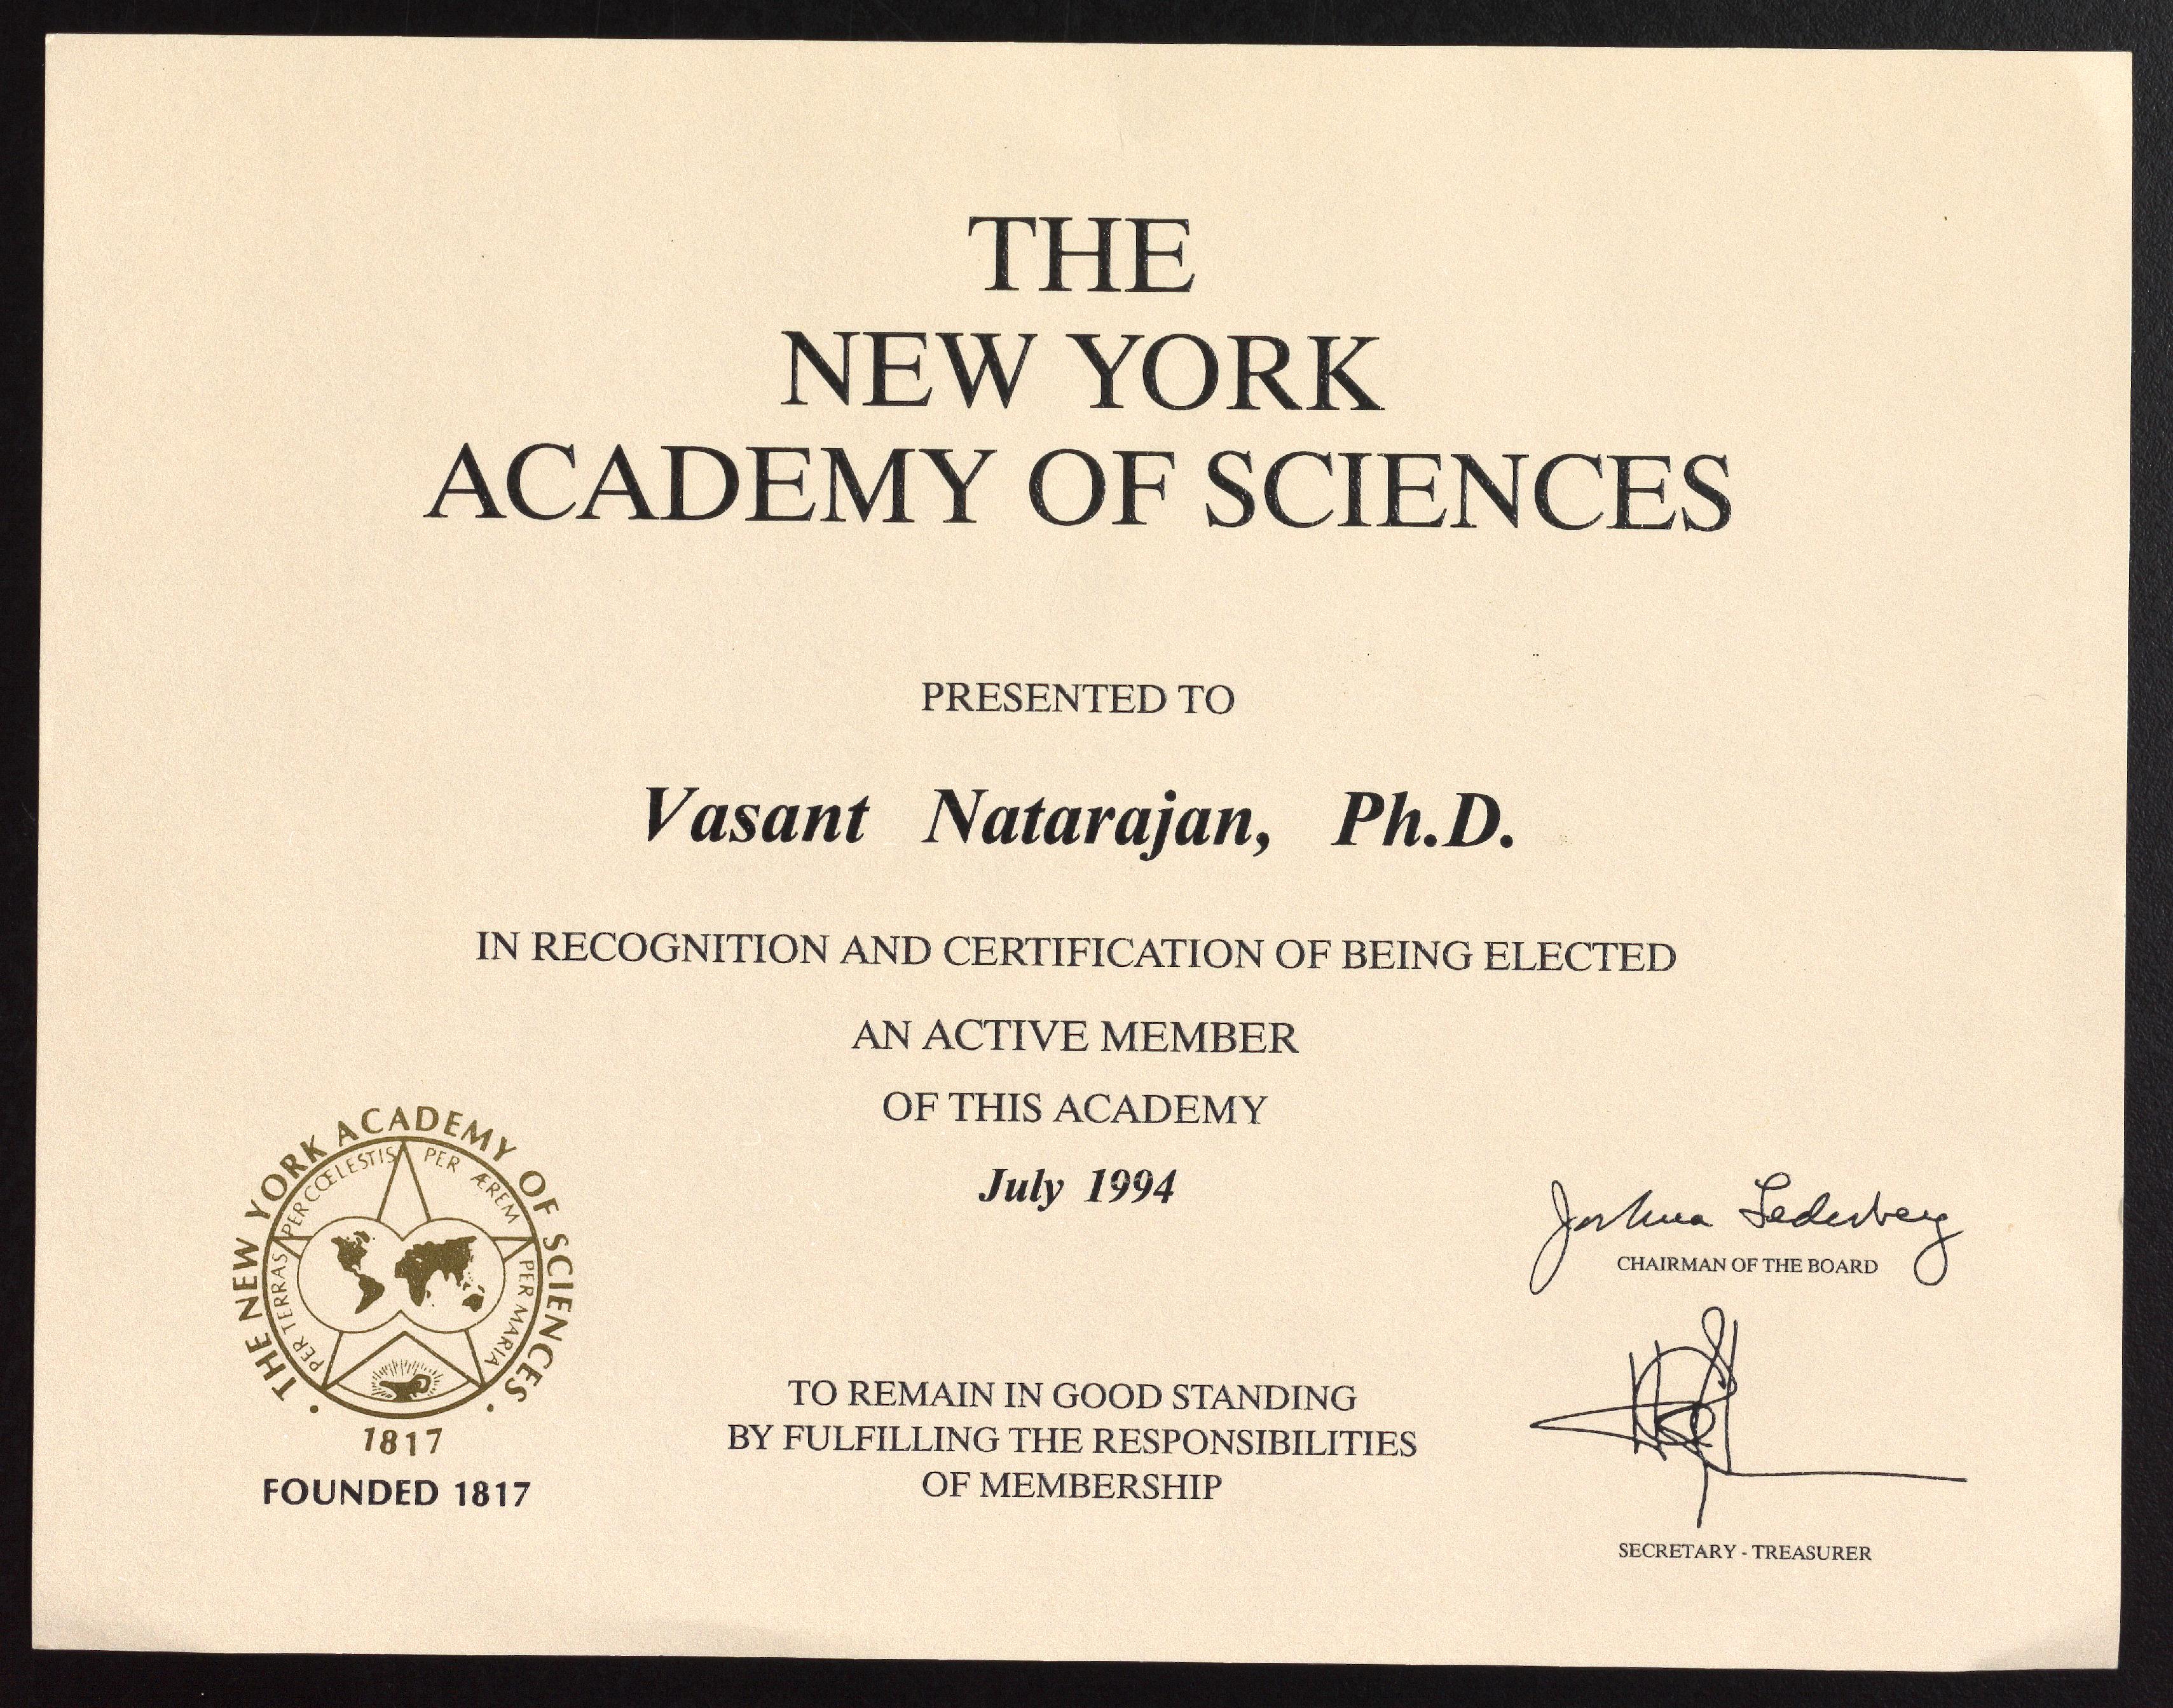 THE
NEW YORK
ACADEMY OF SCIENCES
PRESENTED TO
Vasant Natarajan, Ph.D.
IN RECOGNITION AND CERTIFICATION OF BEING ELECTED
AN ACTIVE MEMBER
OF THIS ACADEMY
July 1994
THE NEW YORK ACADEMY OF SCIENCES
PER TERRAS PER CŒLESTIS PER ÆREM PER MARIA
1817
FOUNDED 1817
TO REMAIN IN GOOD STANDING
BY FULFILLING THE RESPONSIBILITIES
OF MEMBERSHIP
Joshua Lederberg
CHAIRMAN OF THE BOARD
SECRETARY - TREASURER